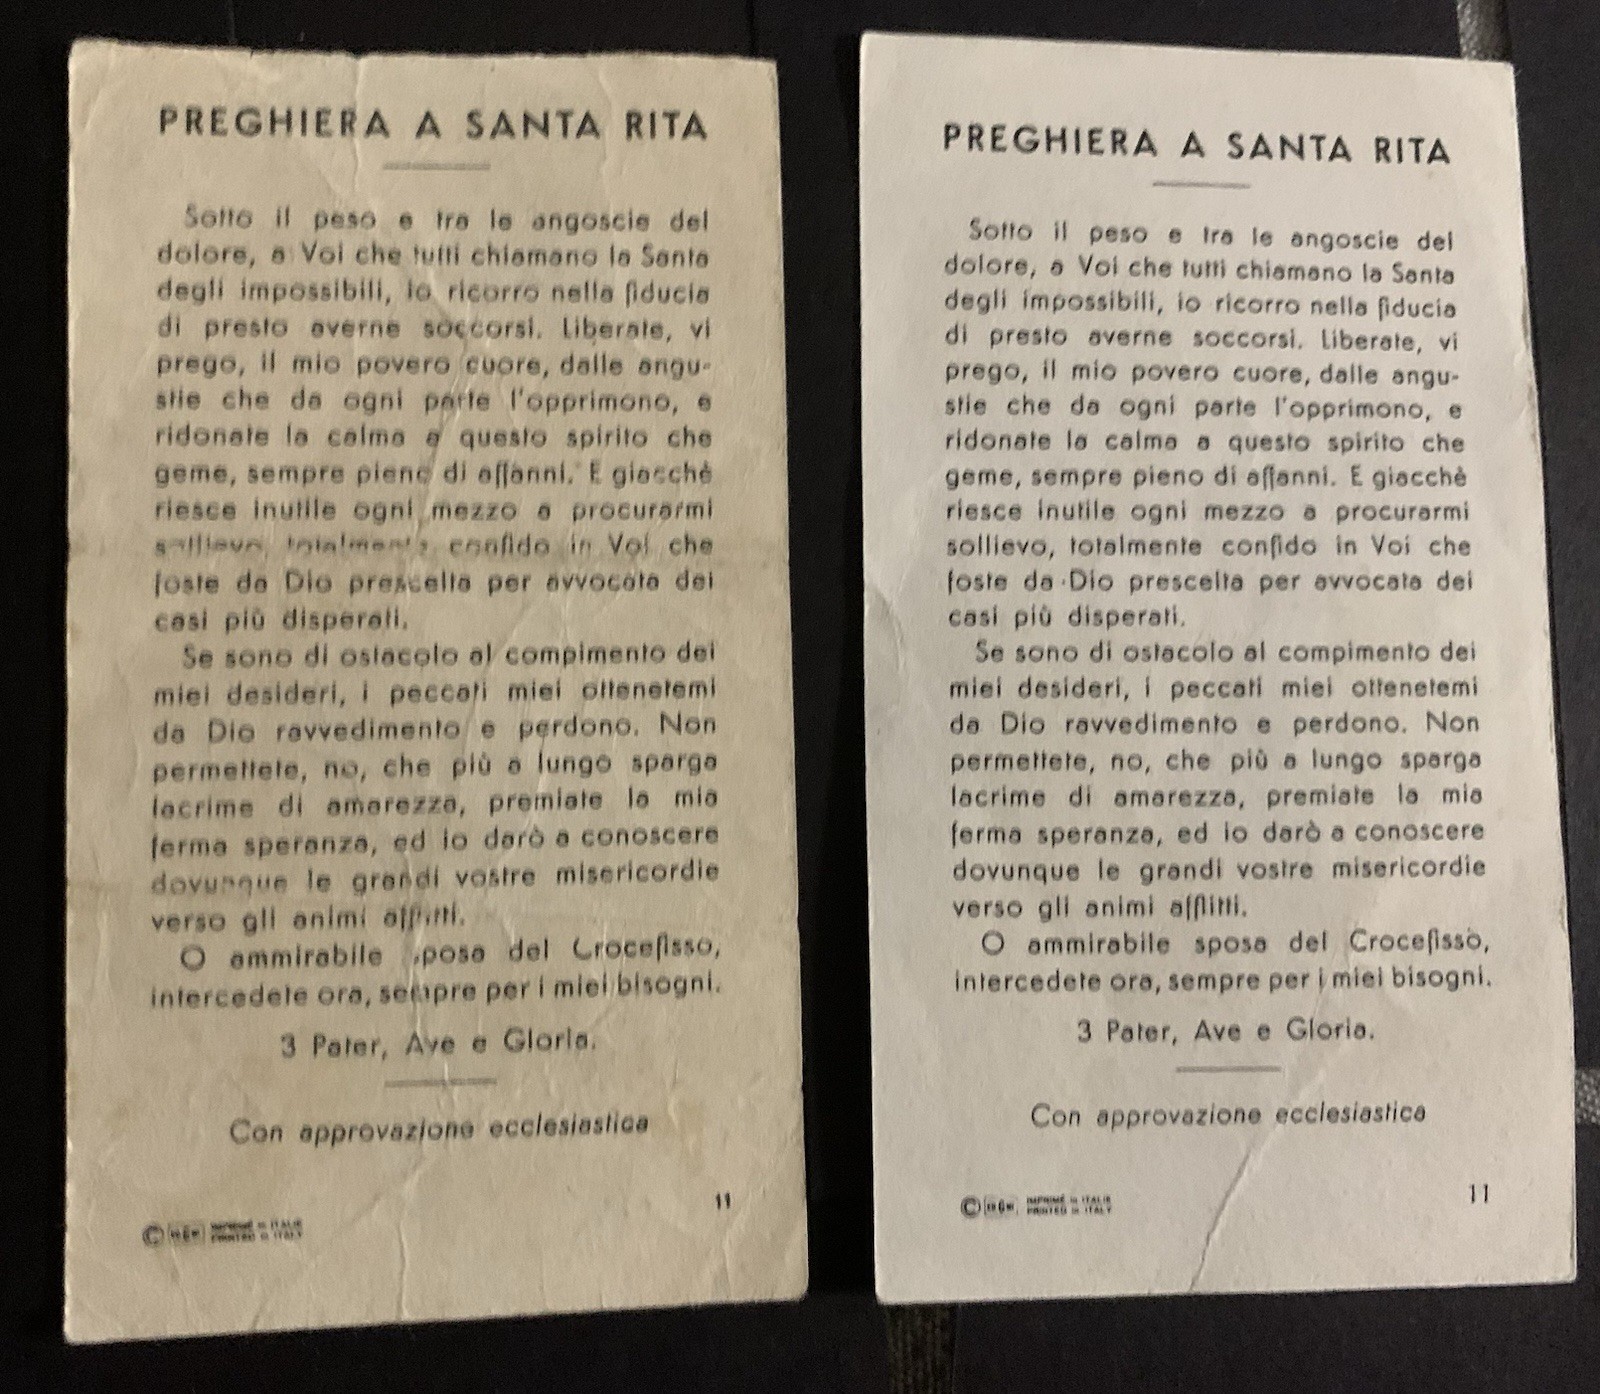 PREGHIERA A SANTA RITA
Sotto il peso e tra le angoscie del
dolore, a Voi che tutti chiamano la Santa
degli impossibili, io ricorro nella fiducia
di presto averne soccorsi. Liberate, vi
prego, il mio povero cuore, dalle angu-
stie che da ogni parte l'opprimono, e
ridonate la calma a questo spirito che
geme, sempre pieno di affanni. E giacchè
riesce inutile ogni mezzo a procurarmi
sollievo, totalmente confido in Voi che
foste da Dio prescelta per avvocata dei
casi più disperati.
Se sono di ostacolo al compimento dei
miei desideri, i peccati miei ottenetemi
da Dio ravvedimento e perdono. Non
permettete, no, che più a lungo sparga
lacrime di amarezza, premiate la mia
ferma speranza, ed io darò a conoscere
dovunque le grandi vostre misericordie
verso gli animi afflitti.
O ammirabile sposa del Crocefisso,
intercedete ora, sempre per i miei bisogni.
3 Pater, Ave e Gloria.
Con approvazione ecclesiastica
11
© IMPRIMÉ in ITALIE
PRINTED in ITALY
PREGHIERA A SANTA RITA
Sotto il peso e tra le angoscie del
dolore, a Voi che tutti chiamano la Santa
degli impossibili, io ricorro nella fiducia
di presto averne soccorsi. Liberate, vi
prego, il mio povero cuore, dalle angu-
stie che da ogni parte l'opprimono, e
ridonate la calma a questo spirito che
geme, sempre pieno di affanni. E giacchè
riesce inutile ogni mezzo a procurarmi
sollievo, totalmente confido in Voi che
foste da Dio prescelta per avvocata dei
casi più disperati.
Se sono di ostacolo al compimento dei
miei desideri, i peccati miei ottenetemi
da Dio ravvedimento e perdono. Non
permettete, no, che più a lungo sparga
lacrime di amarezza, premiate la mia
ferma speranza, ed io darò a conoscere
dovunque le grandi vostre misericordie
verso gli animi afflitti.
O ammirabile sposa del Crocefisso,
intercedete ora, sempre per i miei bisogni.
3 Pater, Ave e Gloria.
Con approvazione ecclesiastica
11
© IMPRIMÉ in ITALIE
PRINTED in ITALY